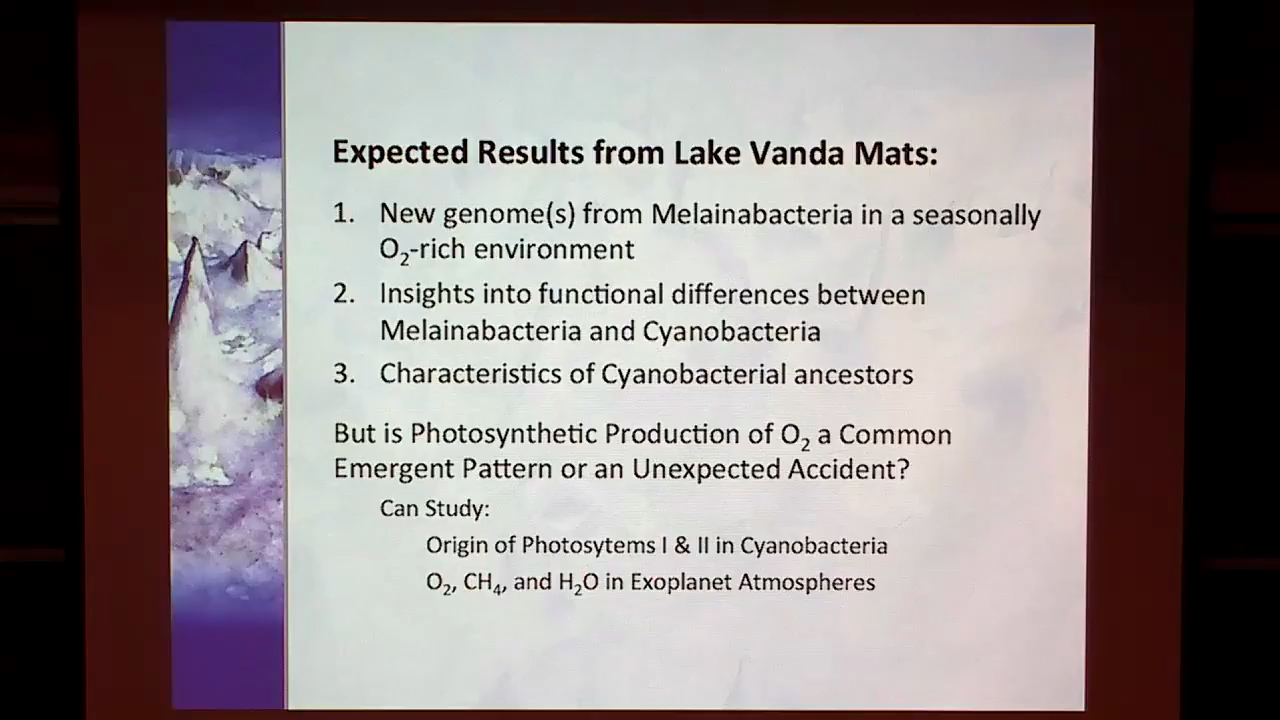 Expected Results from Lake Vanda Mats:
1. New genome(s) from Melainabacteria in a seasonally
O₂-rich environment
2. Insights into functional differences between
Melainabacteria and Cyanobacteria
3. Characteristics of Cyanobacterial ancestors
But is Photosynthetic Production of O₂ a Common
Emergent Pattern or an Unexpected Accident?
Can Study:
Origin of Photosytems I & II in Cyanobacteria
O₂, CH₄, and H₂O in Exoplanet Atmospheres